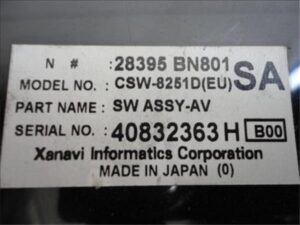 N # : 28395 BN801
MODEL NO. : CSW-8251D(EU) SA
PART NAME : SW ASSY-AV
SERIAL NO. : 40832363 H B00
Xanavi Informatics Corporation
MADE IN JAPAN (0)